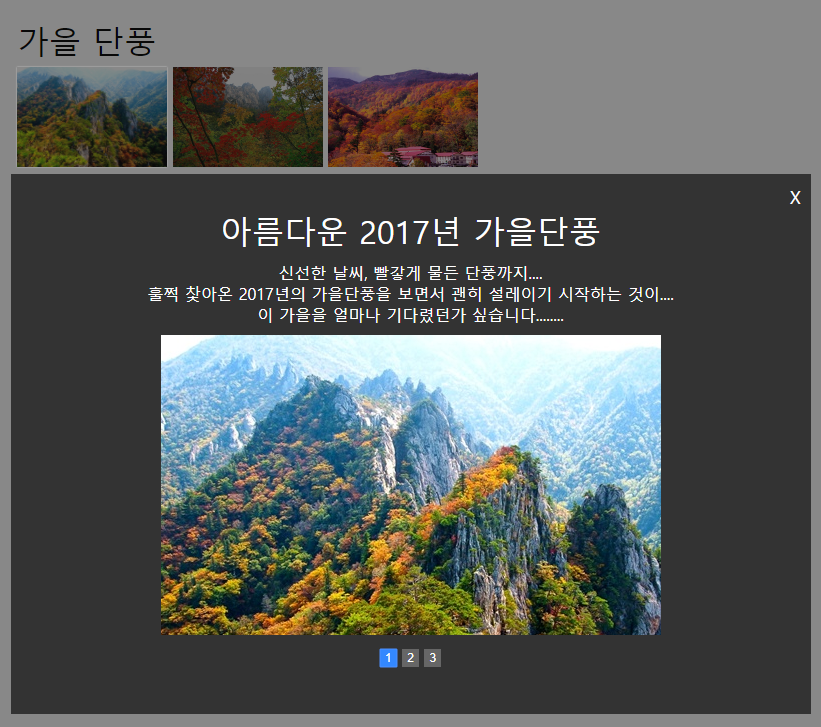 가을 단풍
X
아름다운 2017년 가을단풍
신선한 날씨, 빨갛게 물든 단풍까지....
훌쩍 찾아온 2017년의 가을단풍을 보면서 괜히 설레이기 시작하는 것이....
이 가을을 얼마나 기다렸던가 싶습니다........
1 2 3